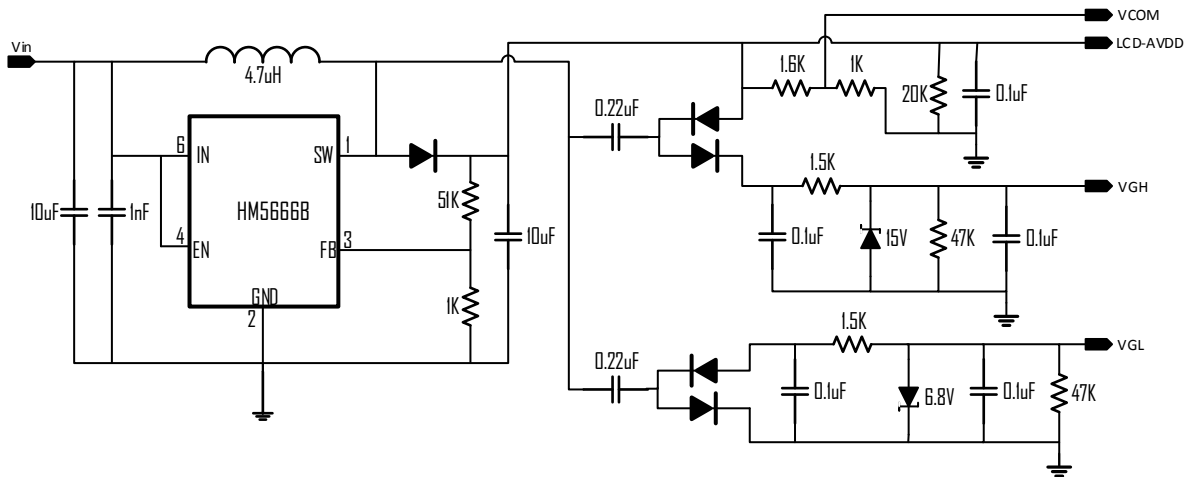 VCOM
Vin
LCD-AVDD
4.7uH
1.6K
1K
20K
0.1uF
0.22uF
6
IN
SW
1
1.5K
VGH
51K
HM5666B
10uF
1nF
10uF
4
EN
3
FB
0.1uF
15V
47K
0.1uF
GND
2
1K
1.5K
VGL
0.22uF
0.1uF
6.8V
0.1uF
47K